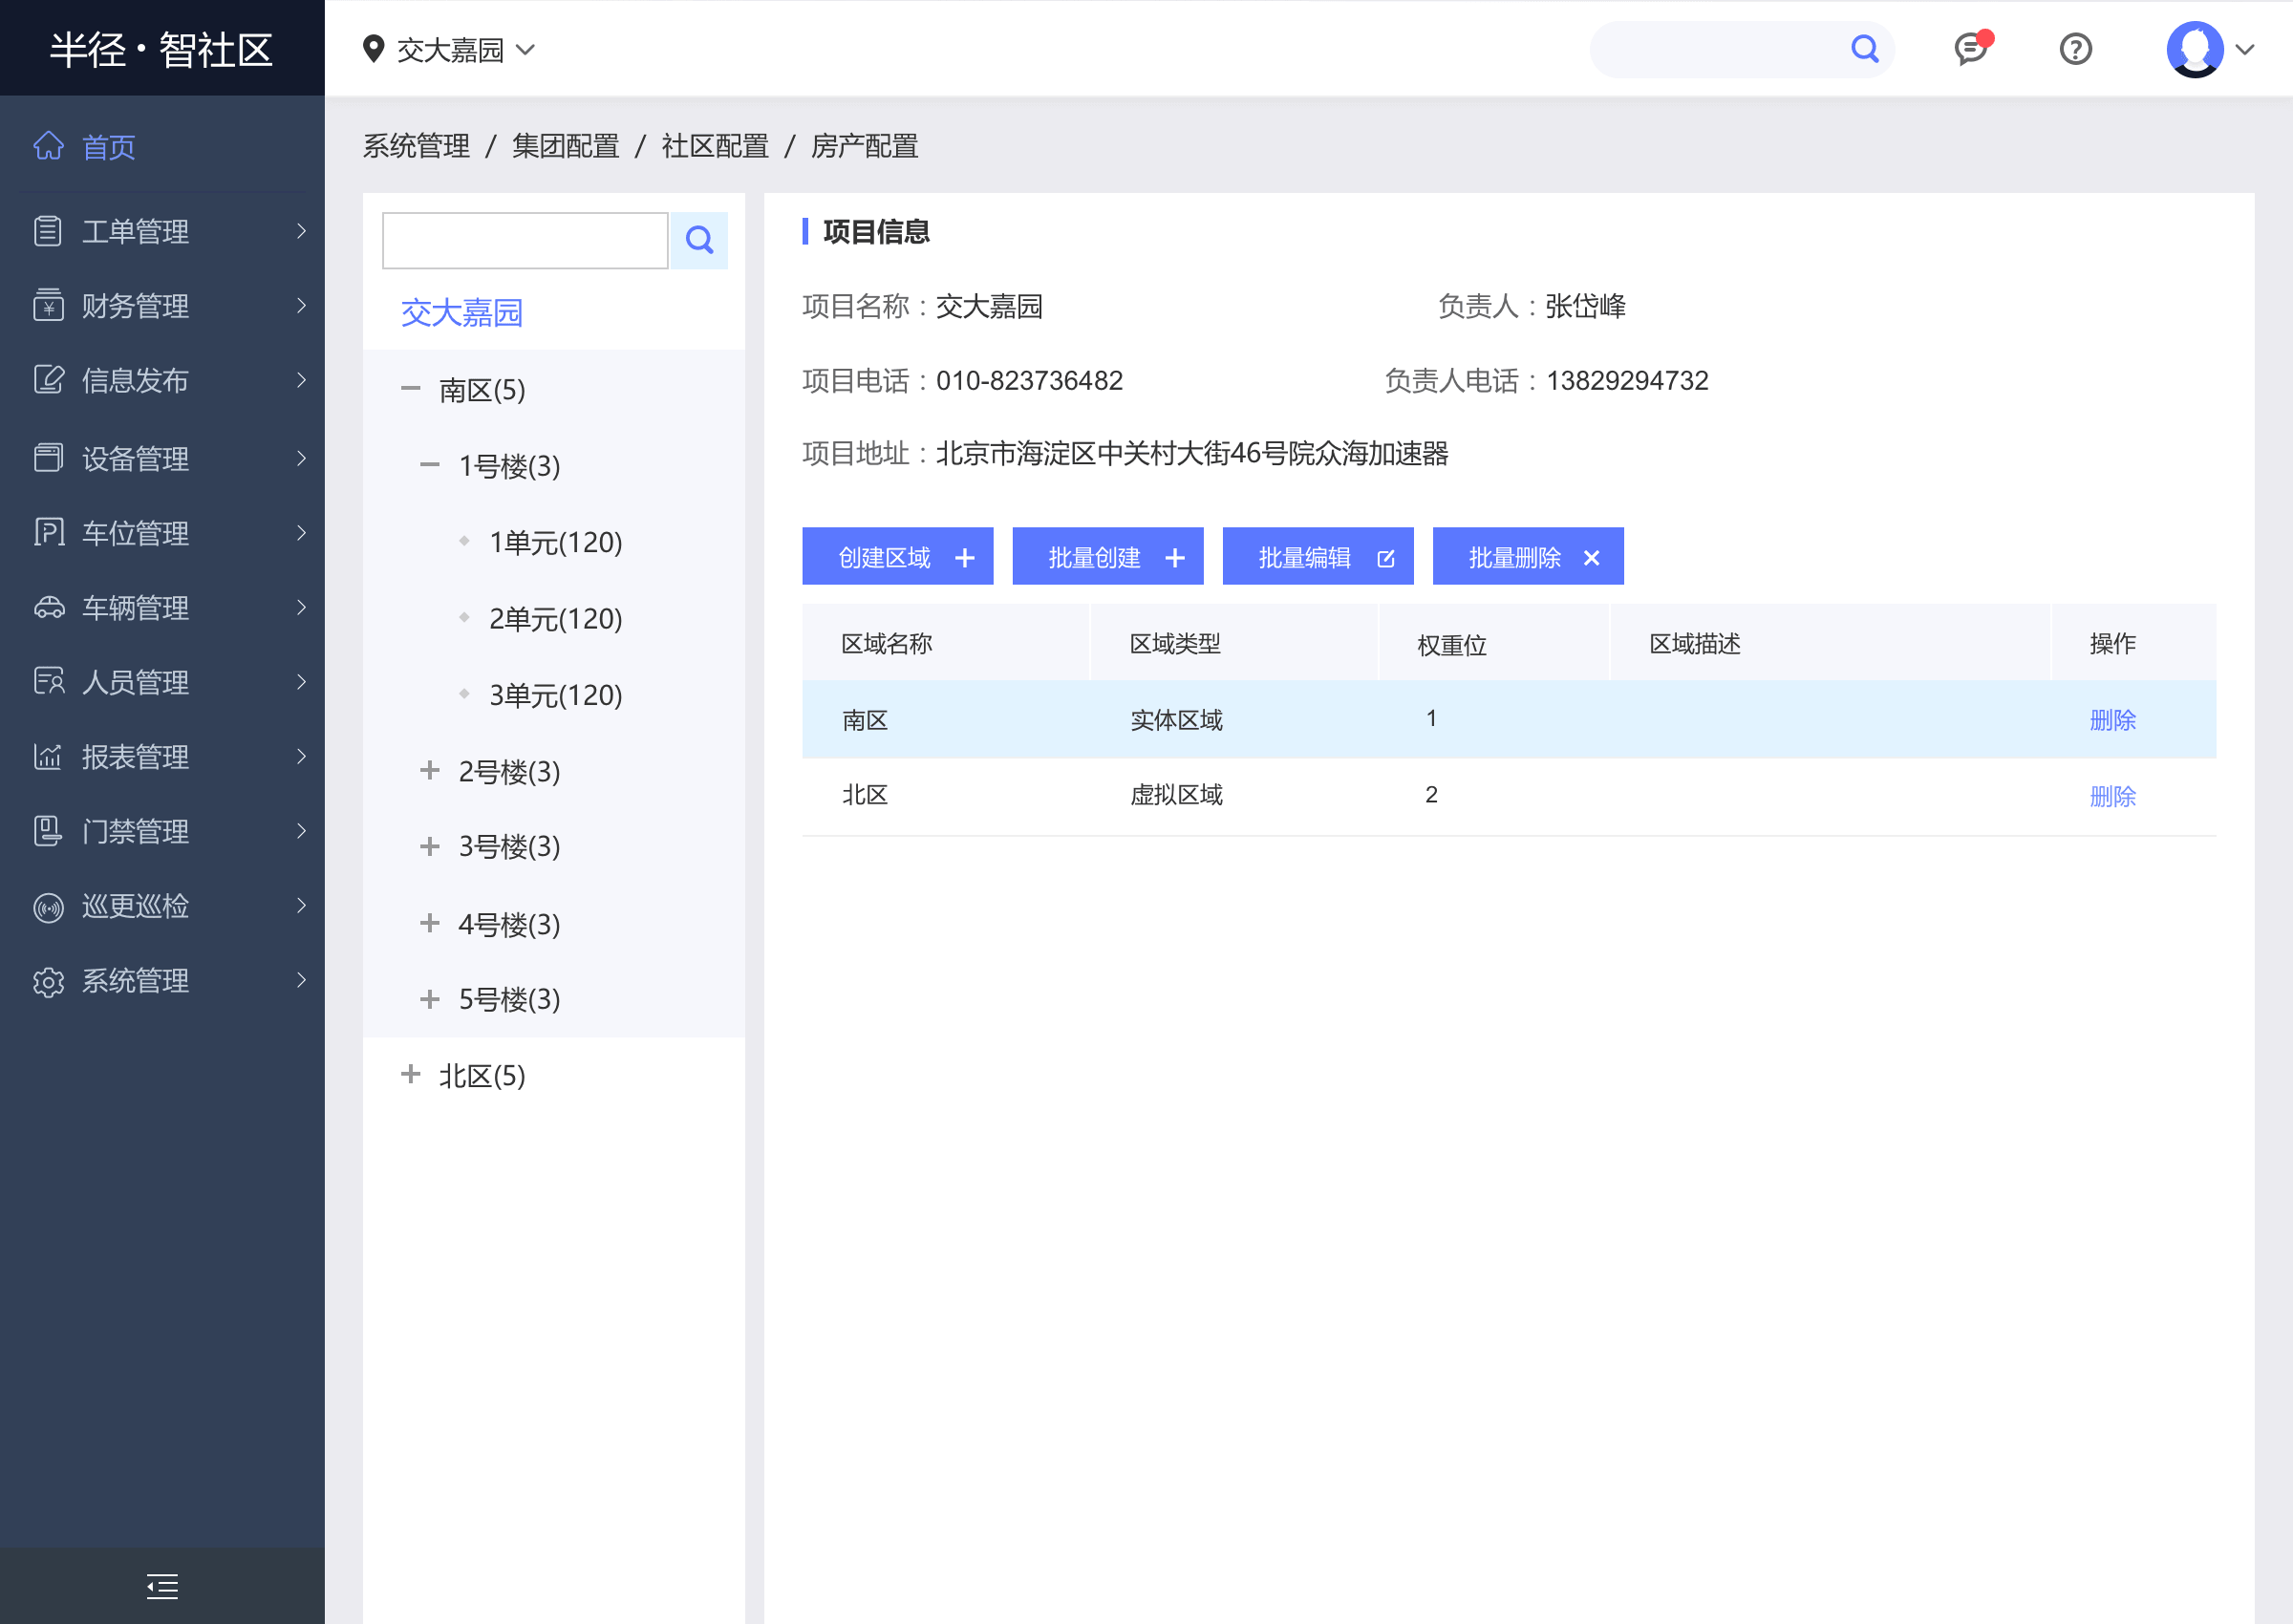 半径·智社区
交大嘉园
首页
工单管理
财务管理
信息发布
设备管理
车位管理
车辆管理
人员管理
报表管理
门禁管理
巡更巡检
系统管理
系统管理 / 集团配置 / 社区配置 / 房产配置
交大嘉园
南区(5)
1号楼(3)
1单元(120)
2单元(120)
3单元(120)
2号楼(3)
3号楼(3)
4号楼(3)
5号楼(3)
北区(5)
项目信息
项目名称：交大嘉园 负责人：张岱峰
项目电话：010-823736482 负责人电话：13829294732
项目地址：北京市海淀区中关村大街46号院众海加速器
创建区域 批量创建 批量编辑 批量删除
区域名称 区域类型 权重位 区域描述 操作
南区 实体区域 1 删除
北区 虚拟区域 2 删除